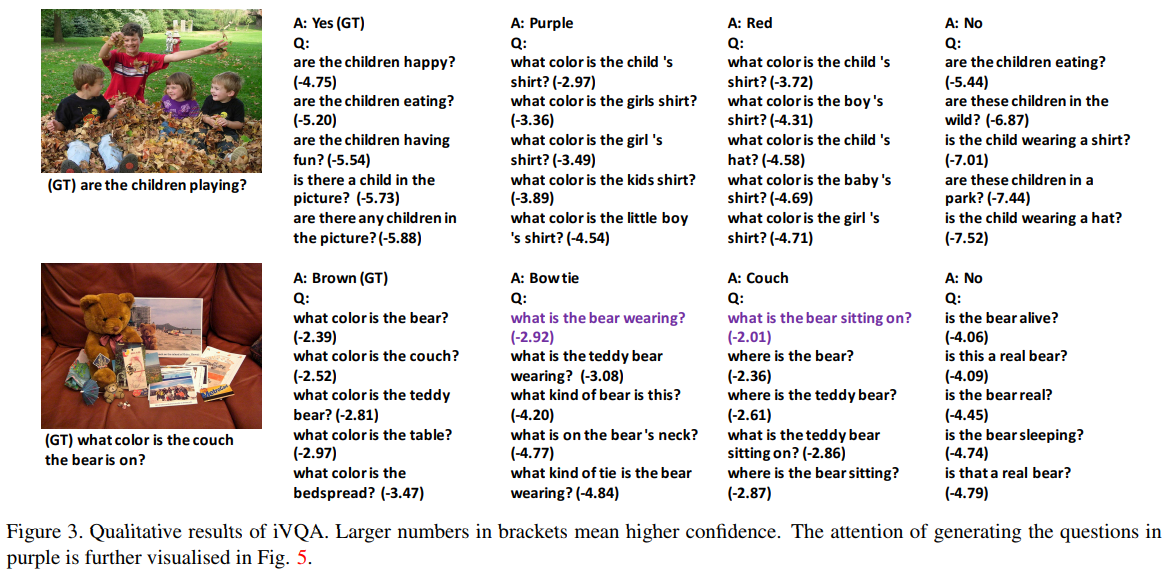 A: Yes (GT)
Q:
are the children happy?
(-4.75)
are the children eating?
(-5.20)
are the children having
fun? (-5.54)
is there a child in the
picture? (-5.73)
are there any children in
the picture? (-5.88)
A: Purple
Q:
what color is the child 's
shirt? (-2.97)
what color is the girls shirt?
(-3.36)
what color is the girl 's
shirt? (-3.49)
what color is the kids shirt?
(-3.89)
what color is the little boy
's shirt? (-4.54)
A: Red
Q:
what color is the child 's
shirt? (-3.72)
what color is the boy 's
shirt? (-4.31)
what color is the child 's
hat? (-4.58)
what color is the baby 's
shirt? (-4.69)
what color is the girl 's
shirt? (-4.71)
A: No
Q:
are the children eating?
(-5.44)
are these children in the
wild? (-6.87)
is the child wearing a shirt?
(-7.01)
are these children in a
park? (-7.44)
is the child wearing a hat?
(-7.52)
(GT) are the children playing?
A: Brown (GT)
Q:
what color is the bear?
(-2.39)
what color is the couch?
(-2.52)
what color is the teddy
bear? (-2.81)
what color is the table?
(-2.97)
what color is the
bedspread? (-3.47)
A: Bowtie
Q:
what is the bear wearing?
(-2.92)
what is the teddy bear
wearing? (-3.08)
what kind of bear is this?
(-4.20)
what is on the bear 's neck?
(-4.77)
what kind of tie is the bear
wearing? (-4.84)
A: Couch
Q:
what is the bear sitting on?
(-2.01)
where is the bear?
(-2.36)
where is the teddy bear?
(-2.61)
what is the teddy bear
sitting on? (-2.86)
where is the bear sitting?
(-2.87)
A: No
Q:
is the bear alive?
(-4.06)
is this a real bear?
(-4.09)
is the bear real?
(-4.45)
is the bear sleeping?
(-4.74)
is that a real bear?
(-4.79)
(GT) what color is the couch
the bear is on?
Figure 3. Qualitative results of iVQA. Larger numbers in brackets mean higher confidence. The attention of generating the questions in
purple is further visualised in Fig. 5.